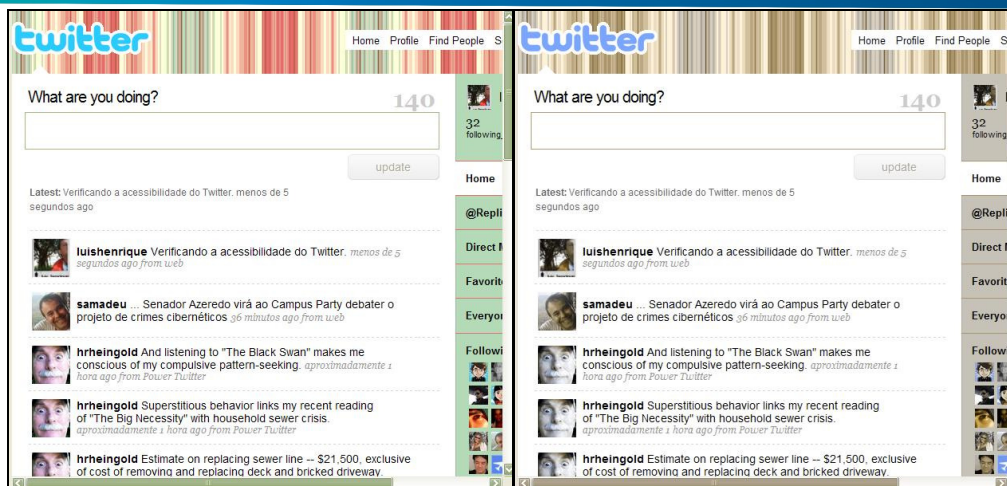 twitter
Home Profile Find People S
What are you doing?
140
update
Latest: Verificando a acessibilidade do Twitter. menos de 5
segundos ago
luishenrique Verificando a acessibilidade do Twitter. menos de 5
segundos ago from web
samadeu ... Senador Azeredo virá ao Campus Party debater o
projeto de crimes cibernéticos 36 minutos ago from web
hrheingold And listening to "The Black Swan" makes me
conscious of my compulsive pattern-seeking. aproximadamente 1
hora ago from Power Twitter
hrheingold Superstitious behavior links my recent reading
of "The Big Necessity" with household sewer crisis.
aproximadamente 1 hora ago from Power Twitter
hrheingold Estimate on replacing sewer line -- $21,500, exclusive
of cost of removing and replacing deck and bricked driveway.
l
32
following
Home
@Repli
Direct M
Favorit
Everyo
Followi
twitter
Home Profile Find People S
What are you doing?
140
update
Latest: Verificando a acessibilidade do Twitter. menos de 5
segundos ago
luishenrique Verificando a acessibilidade do Twitter. menos de 5
segundos ago from web
samadeu ... Senador Azeredo virá ao Campus Party debater o
projeto de crimes cibernéticos 36 minutos ago from web
hrheingold And listening to "The Black Swan" makes me
conscious of my compulsive pattern-seeking. aproximadamente 1
hora ago from Power Twitter
hrheingold Superstitious behavior links my recent reading
of "The Big Necessity" with household sewer crisis.
aproximadamente 1 hora ago from Power Twitter
hrheingold Estimate on replacing sewer line -- $21,500, exclusive
of cost of removing and replacing deck and bricked driveway.
32
following
Home
@Repli
Direct M
Favorit
Everyo
Follow